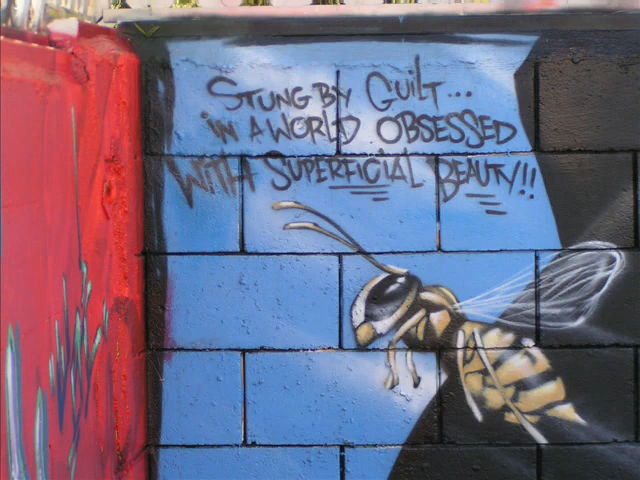 STUNG BY GUILT...
IN A WORLD OBSESSED
WITH SUPERFICIAL BEAUTY!!